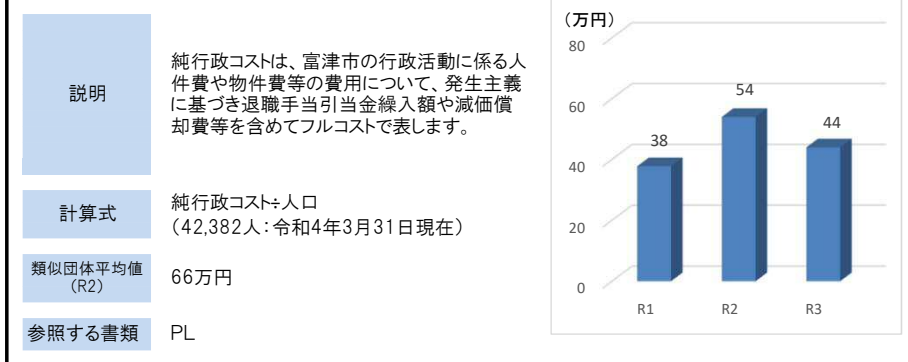 説明
純行政コストは、富津市の行政活動に係る人
件費や物件費等の費用について、発生主義
に基づき退職手当引当金繰入額や減価償
却費等を含めてフルコストで表します。
計算式
純行政コスト÷人口
（42,382人：令和4年3月31日現在）
類似団体平均値
（R2）
66万円
参照する書類
PL
（万円）
80
60
40
20
0
38
54
44
R1
R2
R3